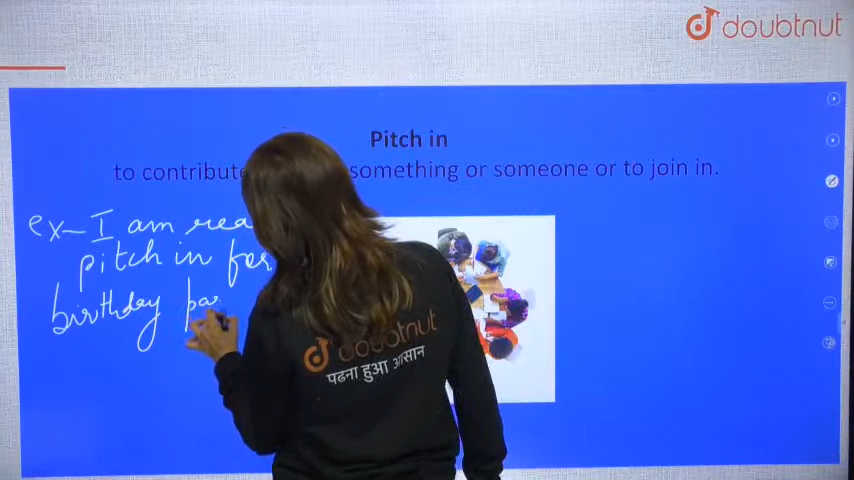 doubtnut
Pitch in
to contribute something or someone or to join in.
ex- I am rea
pitch in for
birthday pa
doubtnut
पढना हुआ आसान